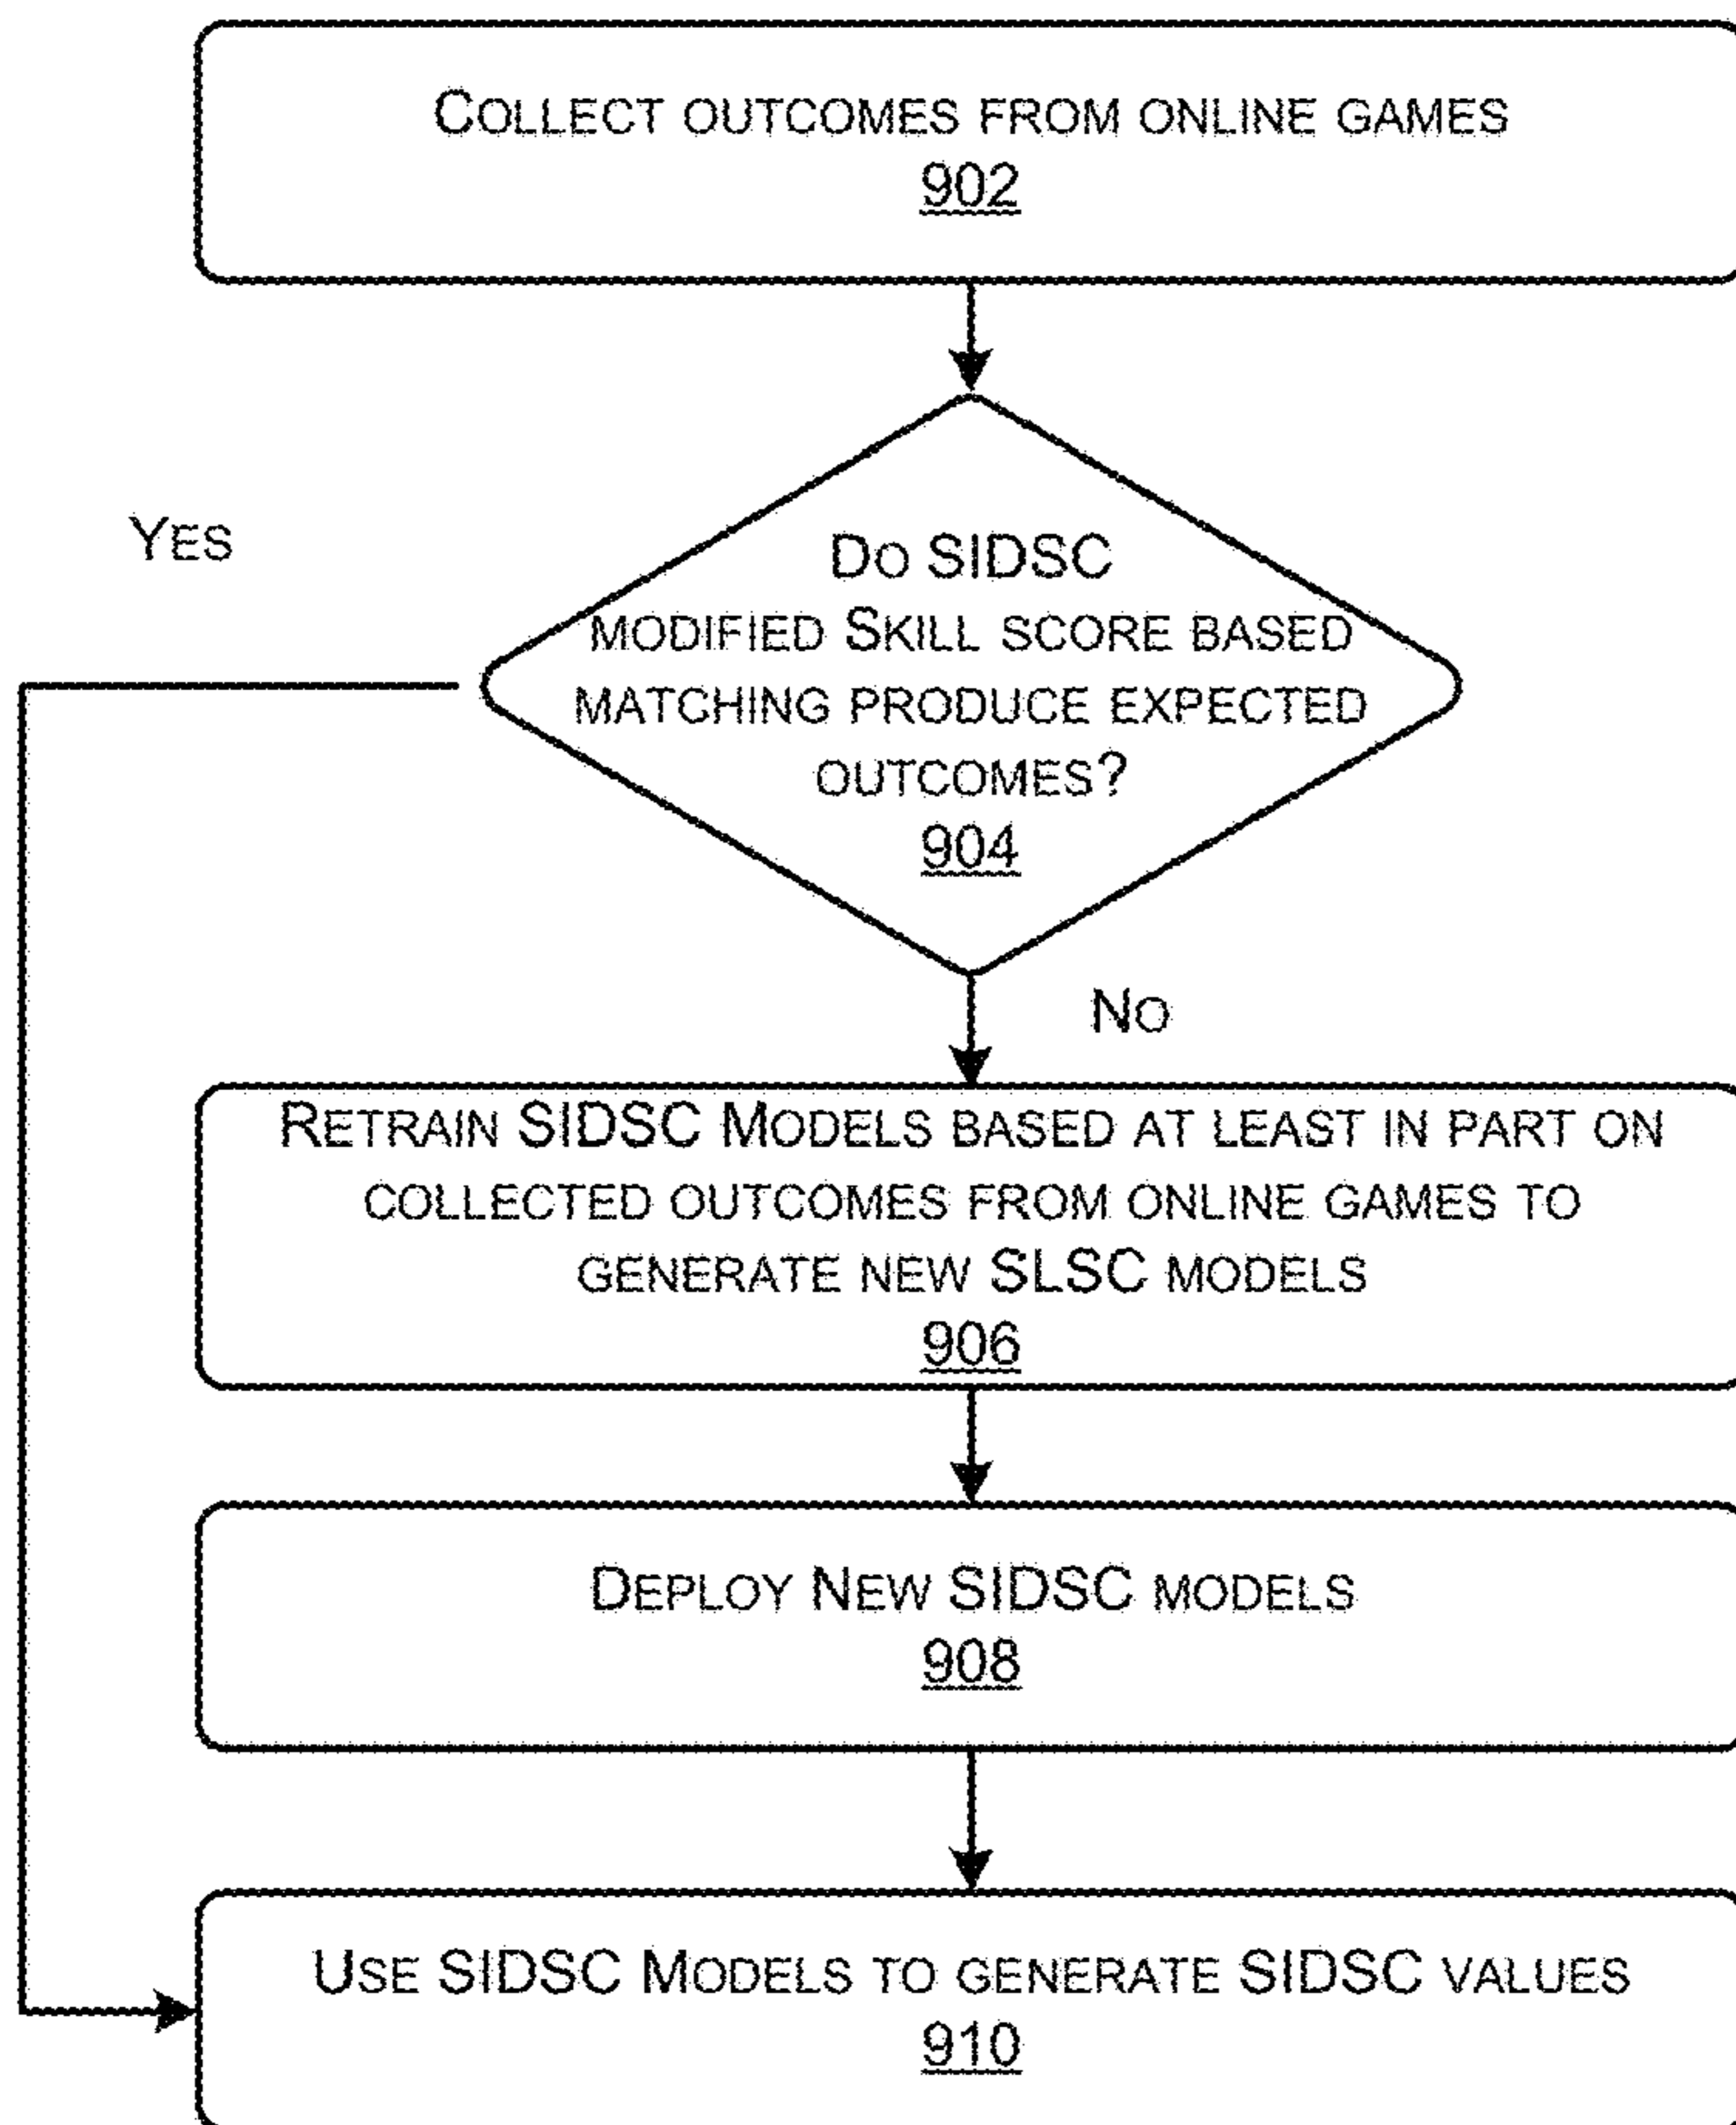 COLLECT OUTCOMES FROM ONLINE GAMES
902
YES
DO SIDSC
MODIFIED SKILL SCORE BASED
MATCHING PRODUCE EXPECTED
OUTCOMES?
904
NO
RETRAIN SIDSC MODELS BASED AT LEAST IN PART ON
COLLECTED OUTCOMES FROM ONLINE GAMES TO
GENERATE NEW SLSC MODELS
906
DEPLOY NEW SIDSC MODELS
908
USE SIDSC MODELS TO GENERATE SIDSC VALUES
910